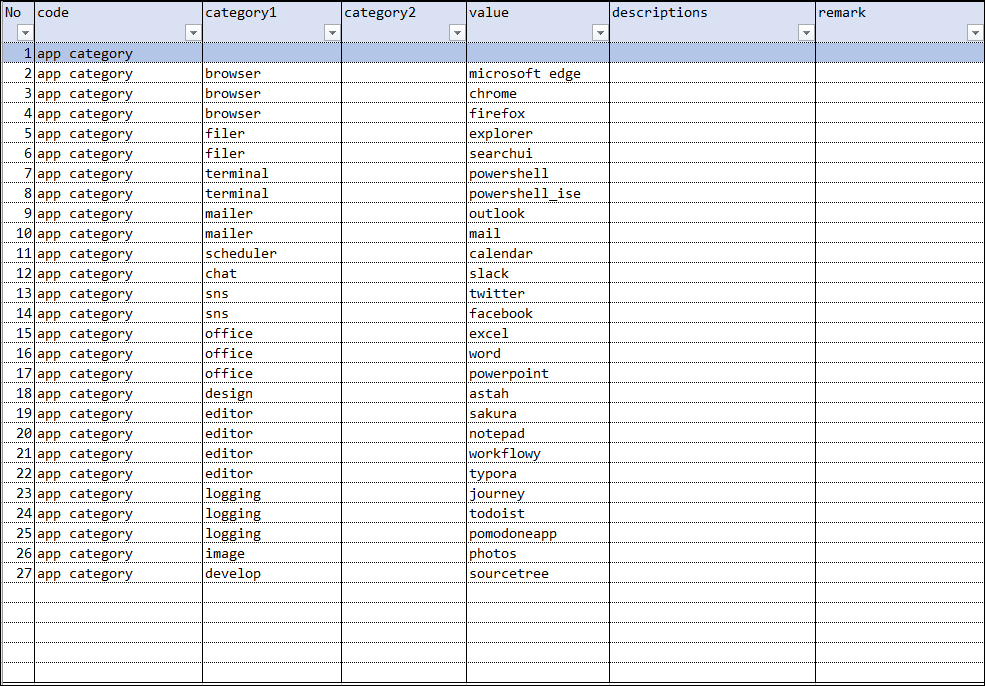 No code category1 category2 value descriptions remark
1 app category
2 app category browser microsoft edge
3 app category browser chrome
4 app category browser firefox
5 app category filer explorer
6 app category filer searchui
7 app category terminal powershell
8 app category terminal powershell_ise
9 app category mailer outlook
10 app category mailer mail
11 app category scheduler calendar
12 app category chat slack
13 app category sns twitter
14 app category sns facebook
15 app category office excel
16 app category office word
17 app category office powerpoint
18 app category design astah
19 app category editor sakura
20 app category editor notepad
21 app category editor workflowy
22 app category editor typora
23 app category logging journey
24 app category logging todoist
25 app category logging pomodoneapp
26 app category image photos
27 app category develop sourcetree